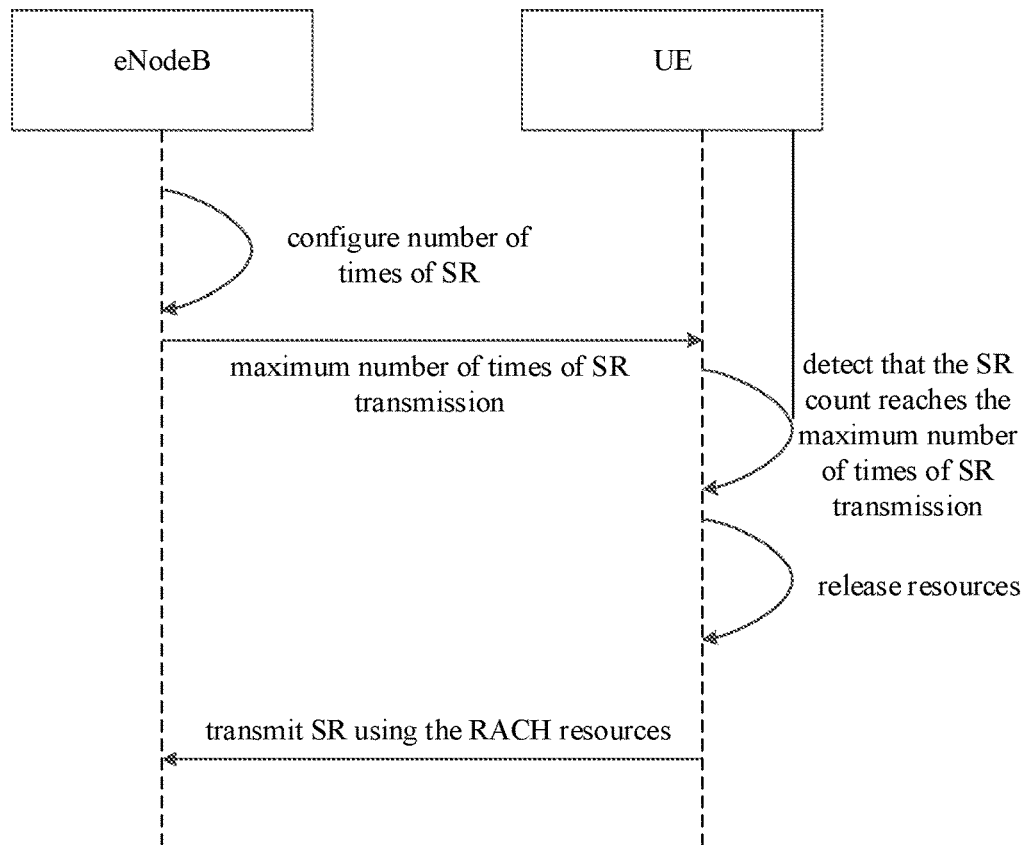 eNodeB
UE
configure number of
times of SR
maximum number of times of SR
transmission
detect that the SR
count reaches the
maximum number
of times of SR
transmission
release resources
transmit SR using the RACH resources